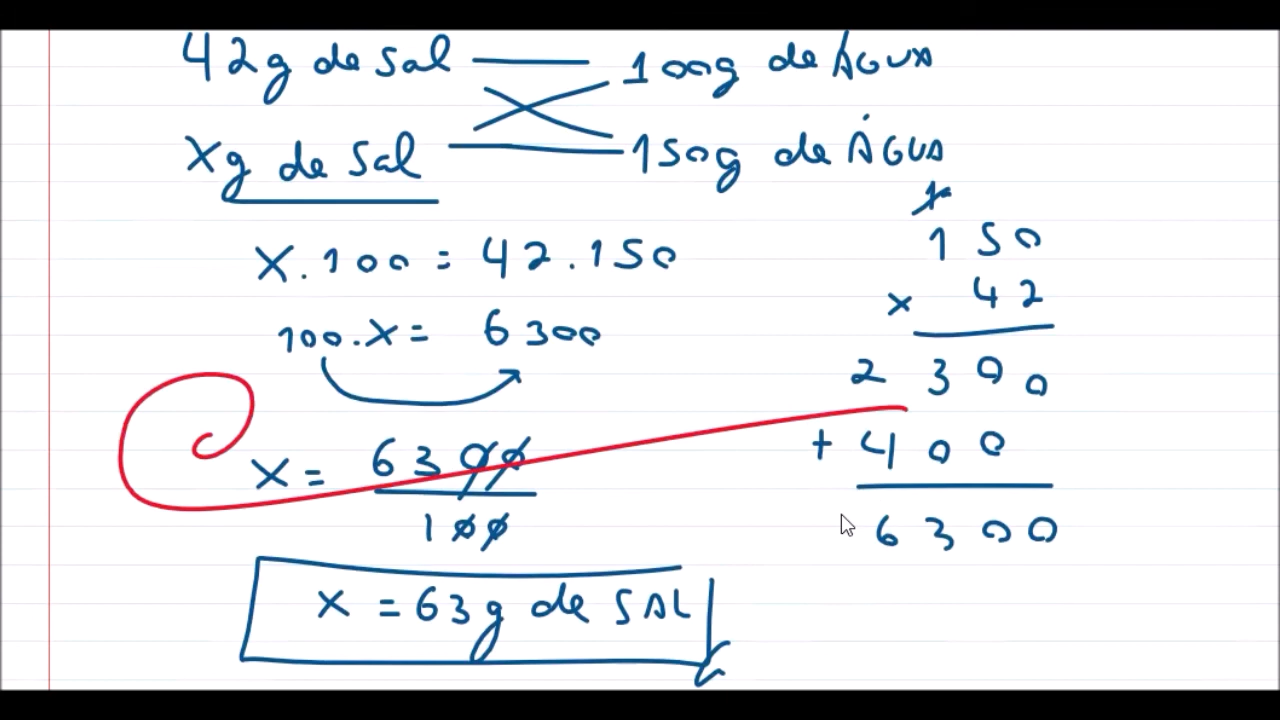 42g de sal 100g de ÁGUA
Xg de Sal 150g de ÁGUA
X.100 = 42.150
100.X = 6300
X = 6300
100
X = 63g de SAL
1
150
x 42
2300
+ 400
6300